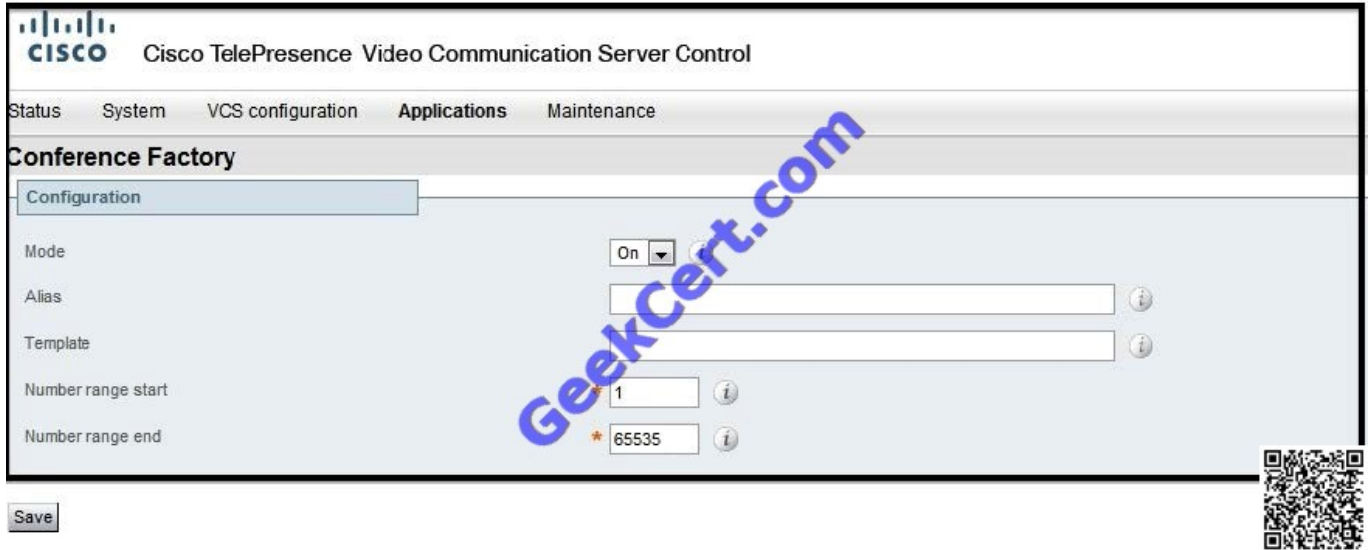 CISCO Cisco TelePresence Video Communication Server Control
Status System VCS configuration Applications Maintenance
Conference Factory
Configuration
Mode On i
Alias i
Template i
Number range start * 1 i
Number range end * 65535 i
Save
GeekCert.com